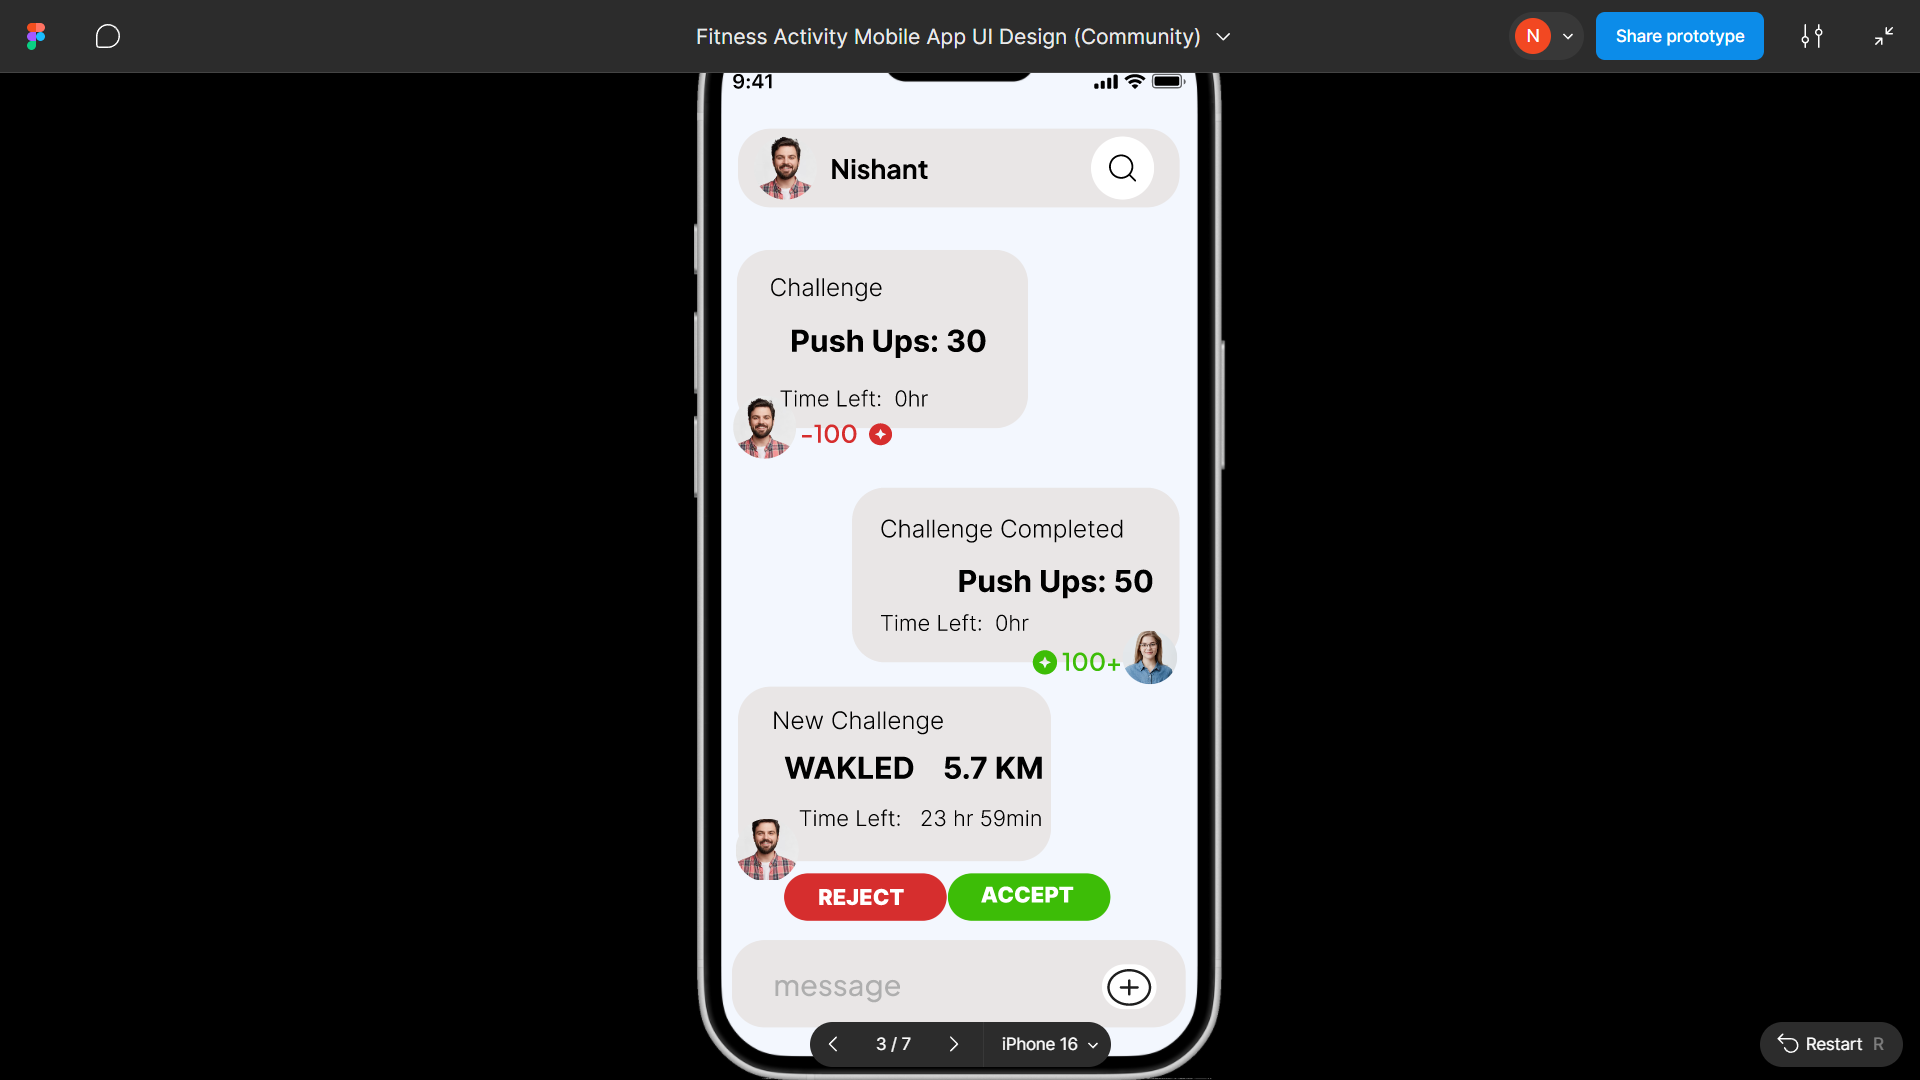 Fitness Activity Mobile App UI Design (Community)
N
Share prototype
9:41
Nishant
Challenge
Push Ups: 30
Time Left: 0hr
-100
Challenge Completed
Push Ups: 50
Time Left: 0hr
100+
New Challenge
WAKLED 5.7 KM
Time Left: 23 hr 59min
REJECT
ACCEPT
message
3 / 7
iPhone 16
Restart R